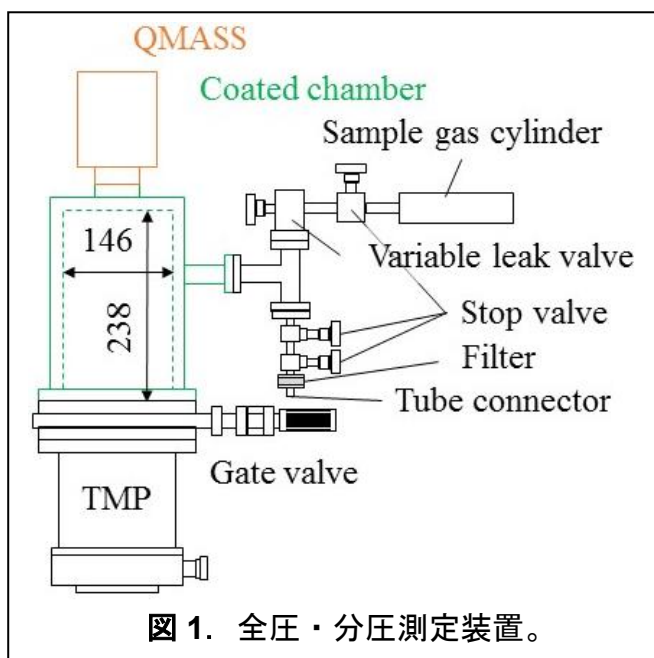 QMASS
Coated chamber
Sample gas cylinder
146
238
Variable leak valve
Stop valve
Filter
Tube connector
Gate valve
TMP
図 1. 全圧・分圧測定装置。